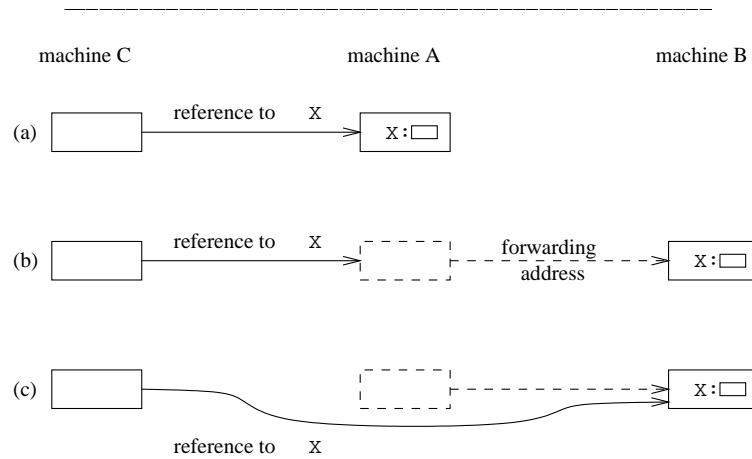 machine C machine A machine B
(a) reference to X X:
(b) reference to X forwarding address X:
(c) X:
reference to X